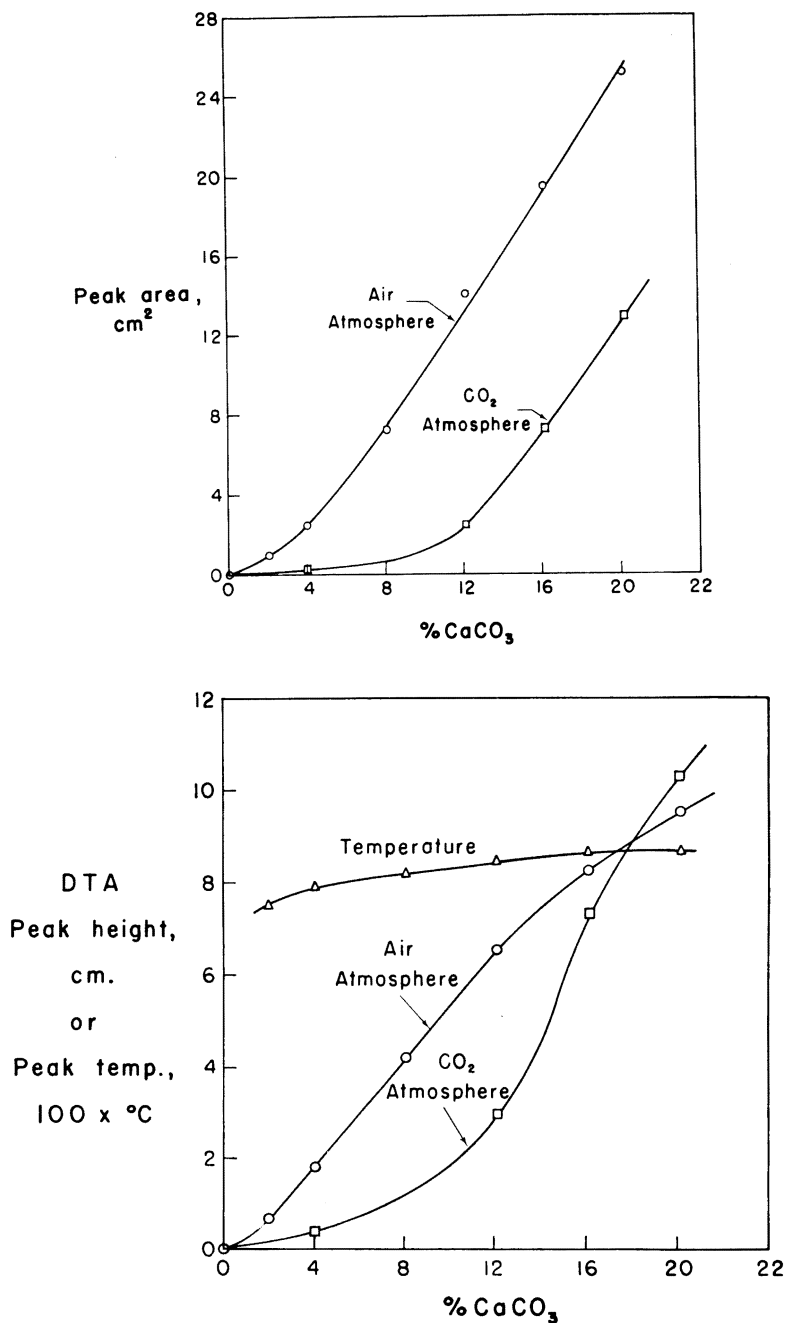 28
24
20
16
12
8
4
0
Peak area,
cm²
Air
Atmosphere
CO₂
Atmosphere
0 4 8 12 16 20 22
%CaCO₃
12
10
8
6
4
2
0
DTA
Peak height,
cm.
or
Peak temp.,
100 x °C
Temperature
Air
Atmosphere
CO₂
Atmosphere
0 4 8 12 16 20 22
%CaCO₃